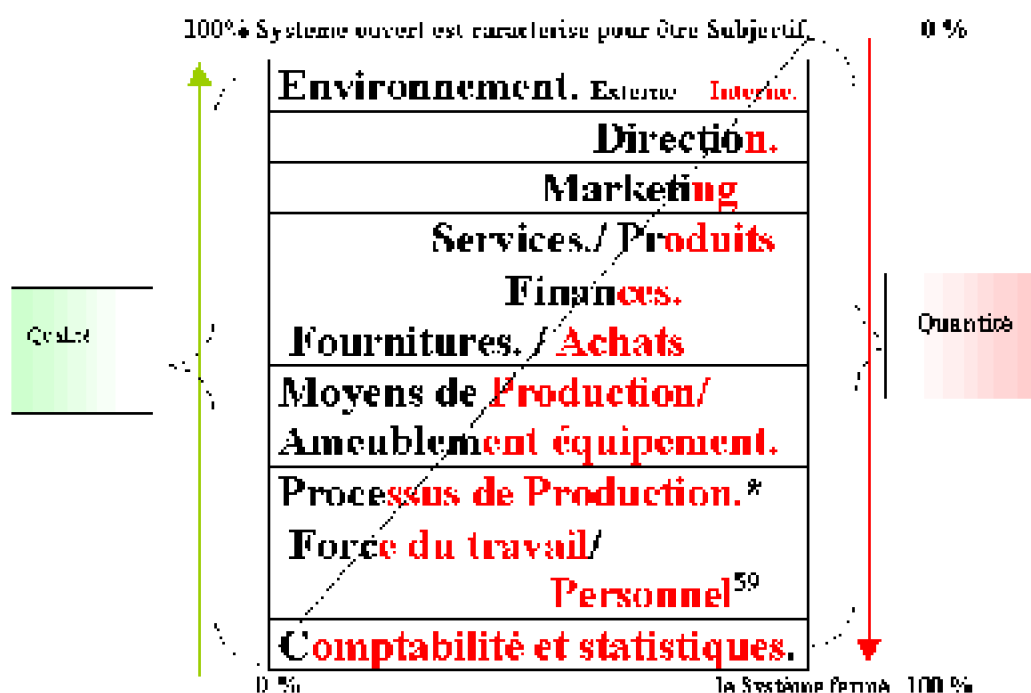 100% Systeme ouvert est caracterise pour être Subjectif. 0 %
Environnement. Externe Interne.
Direction.
Marketing
Services./ Produits
Finances.
Qualité Quantité
Fournitures. / Achats
Moyens de Production/
Ameublement équipement.
Processus de Production.*
Force du travail/
Personnel59
Comptabilité et statistiques.
0 % le Système fermé 100 %